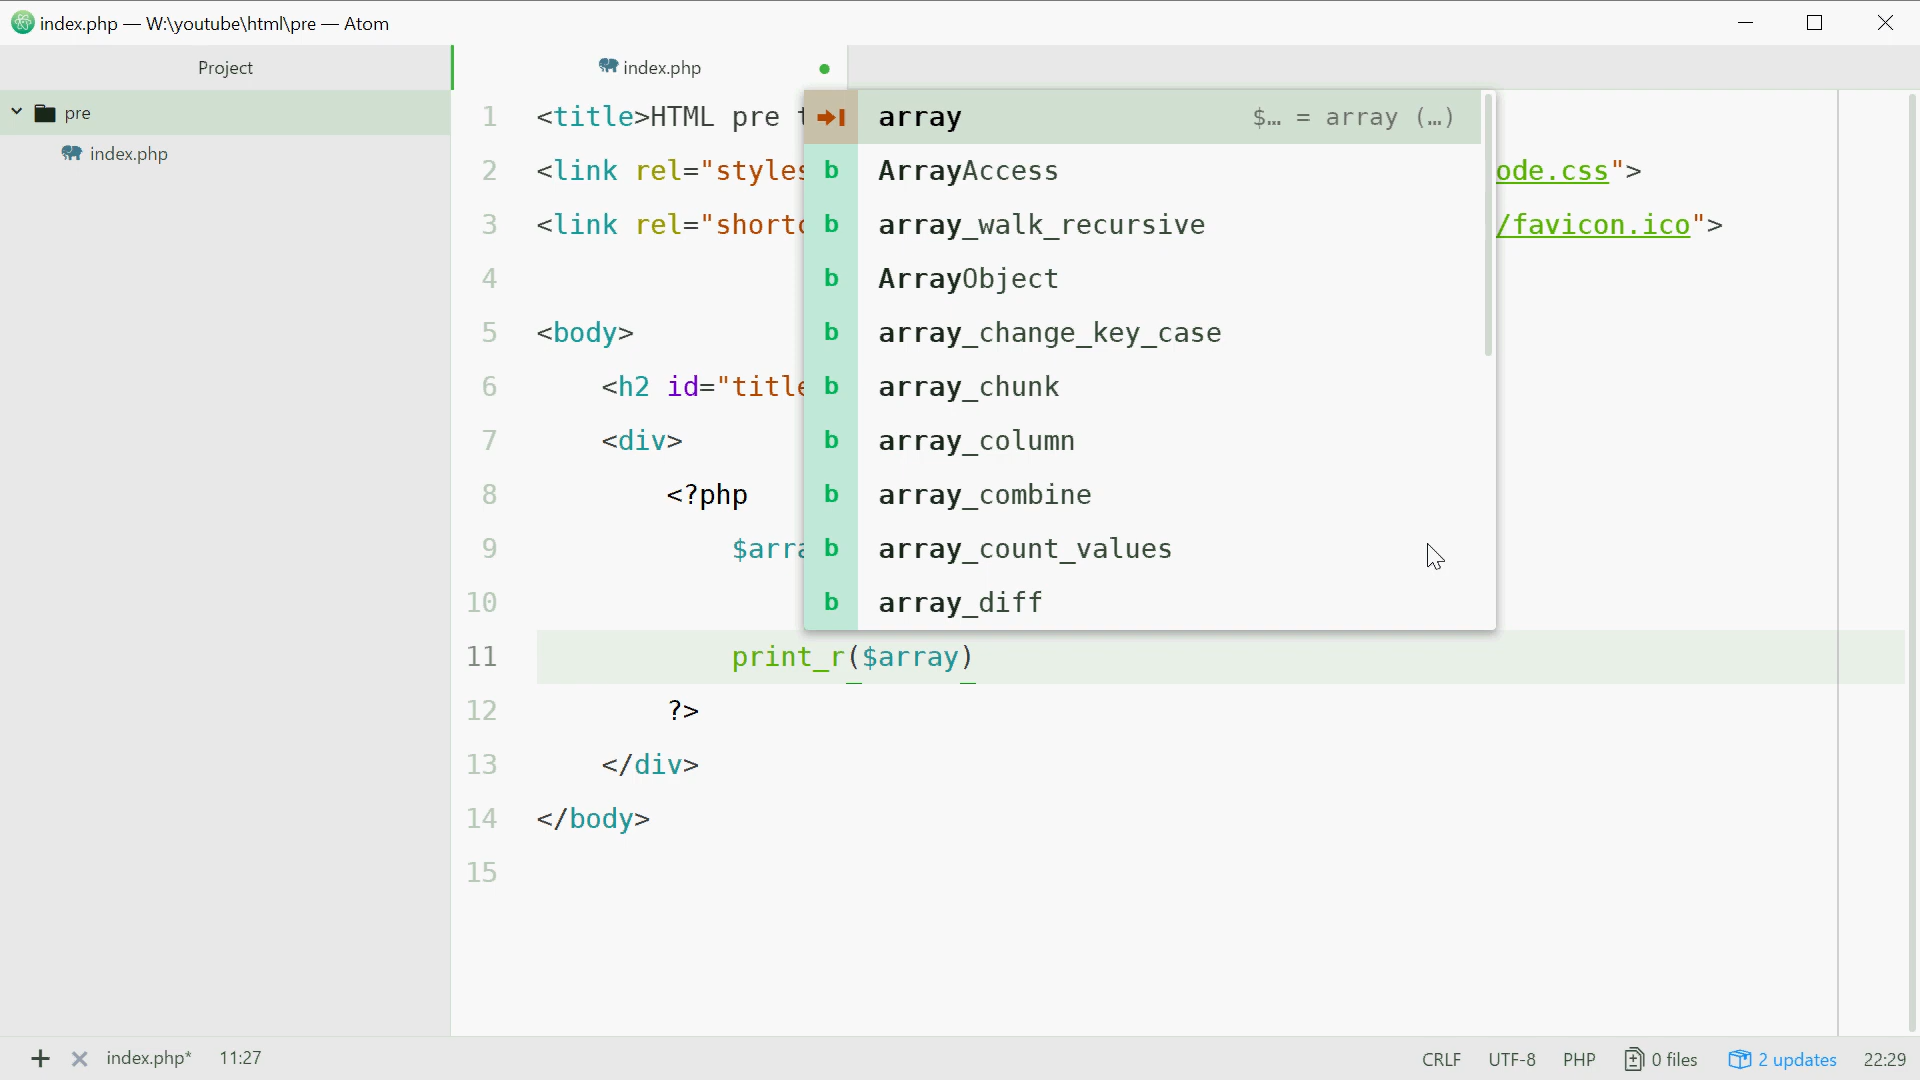 index.php — W:\youtube\html\pre — Atom
Project
index.php
pre
index.php
1 <title>HTML pre
2 <link rel="styles ode.css">
3 <link rel="shortc /favicon.ico">
4
5 <body>
6 <h2 id="title
7 <div>
8 <?php
9 $arra
10
11 print_r($array)
12 ?>
13 </div>
14 </body>
15
array $… = array (…)
b ArrayAccess
b array_walk_recursive
b ArrayObject
b array_change_key_case
b array_chunk
b array_column
b array_combine
b array_count_values
b array_diff
index.php* 11:27 CRLF UTF-8 PHP 0 files 2 updates 22:29